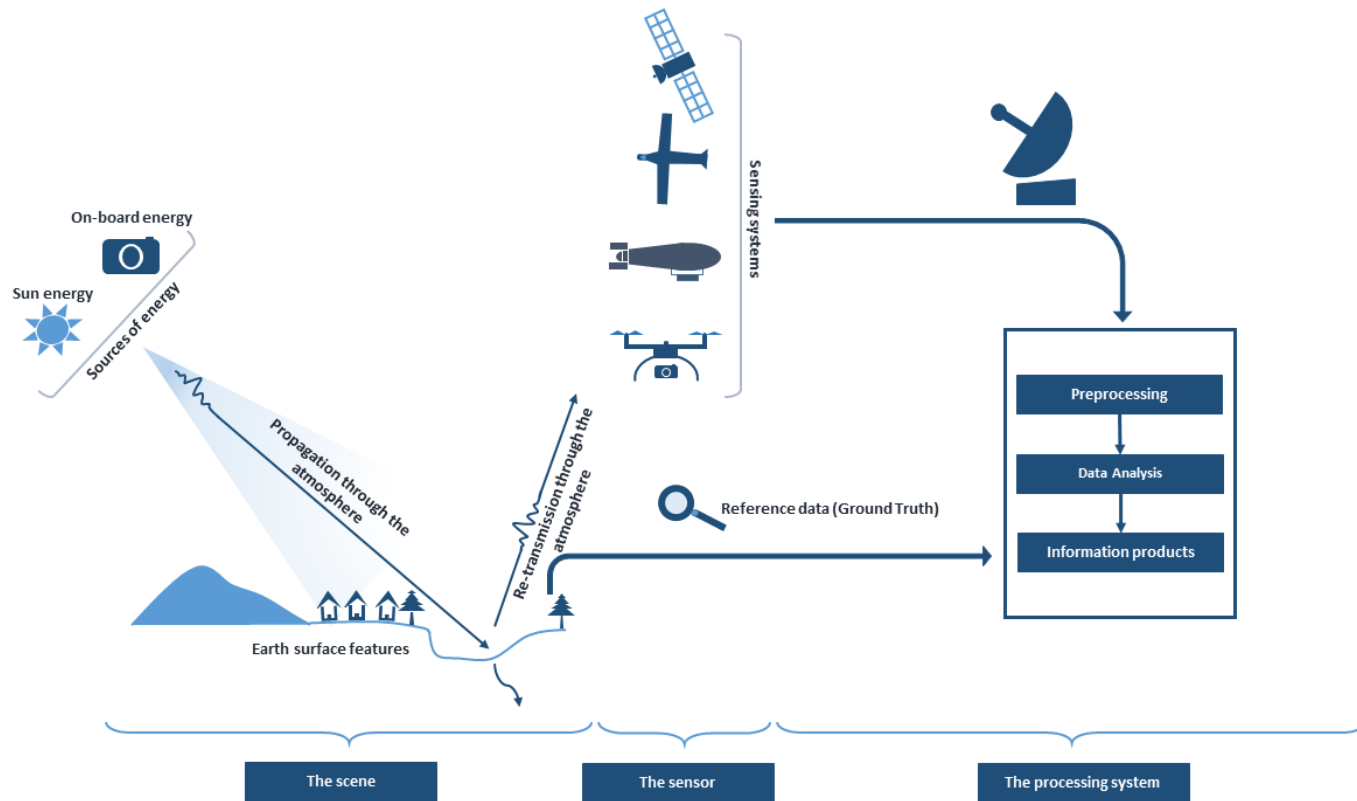 On-board energy
Sun energy
Sources of energy
Propagation through the
atmosphere
Re-transmission through the
atmosphere
Earth surface features
Sensing systems
Reference data (Ground Truth)
Preprocessing
Data Analysis
Information products
The scene
The sensor
The processing system